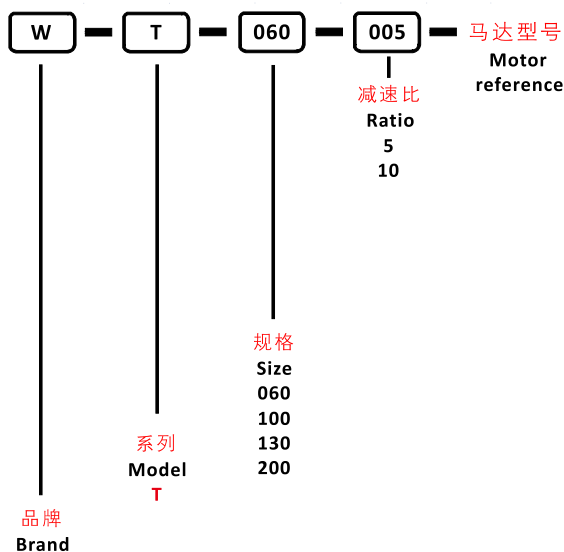 W
T
060
005
马达型号
Motor
reference
减速比
Ratio
5
10
规格
Size
060
100
130
200
系列
Model
T
品牌
Brand